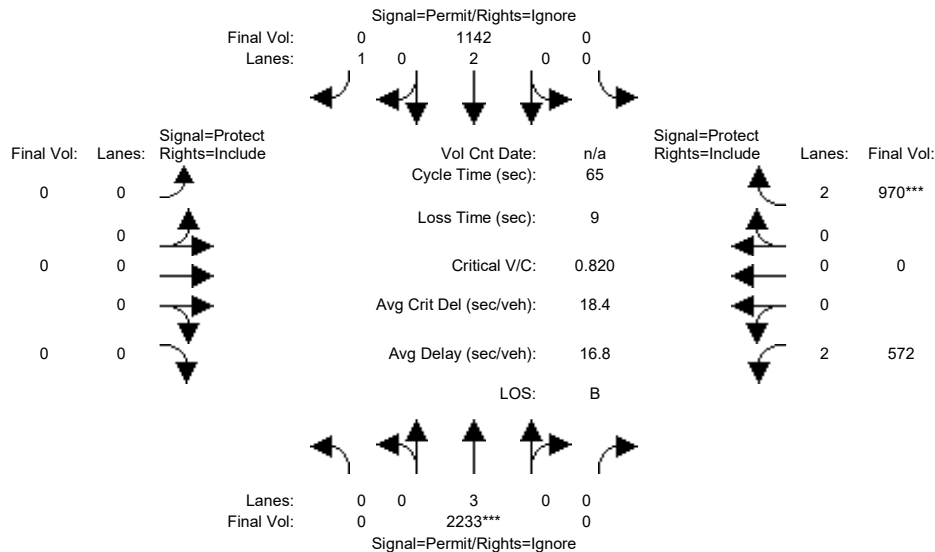 Signal=Permit/Rights=Ignore
Final Vol: 0 1142 0
Lanes: 1 0 2 0 0
Signal=Protect Signal=Protect
Final Vol: Lanes: Rights=Include Vol Cnt Date: n/a Rights=Include Lanes: Final Vol:
Cycle Time (sec): 65
0 0 2 970***
Loss Time (sec): 9
0 0
0 0 Critical V/C: 0.820 0 0
0 Avg Crit Del (sec/veh): 18.4 0
0 0 Avg Delay (sec/veh): 16.8 2 572
LOS: B
Lanes: 0 0 3 0 0
Final Vol: 0 2233*** 0
Signal=Permit/Rights=Ignore